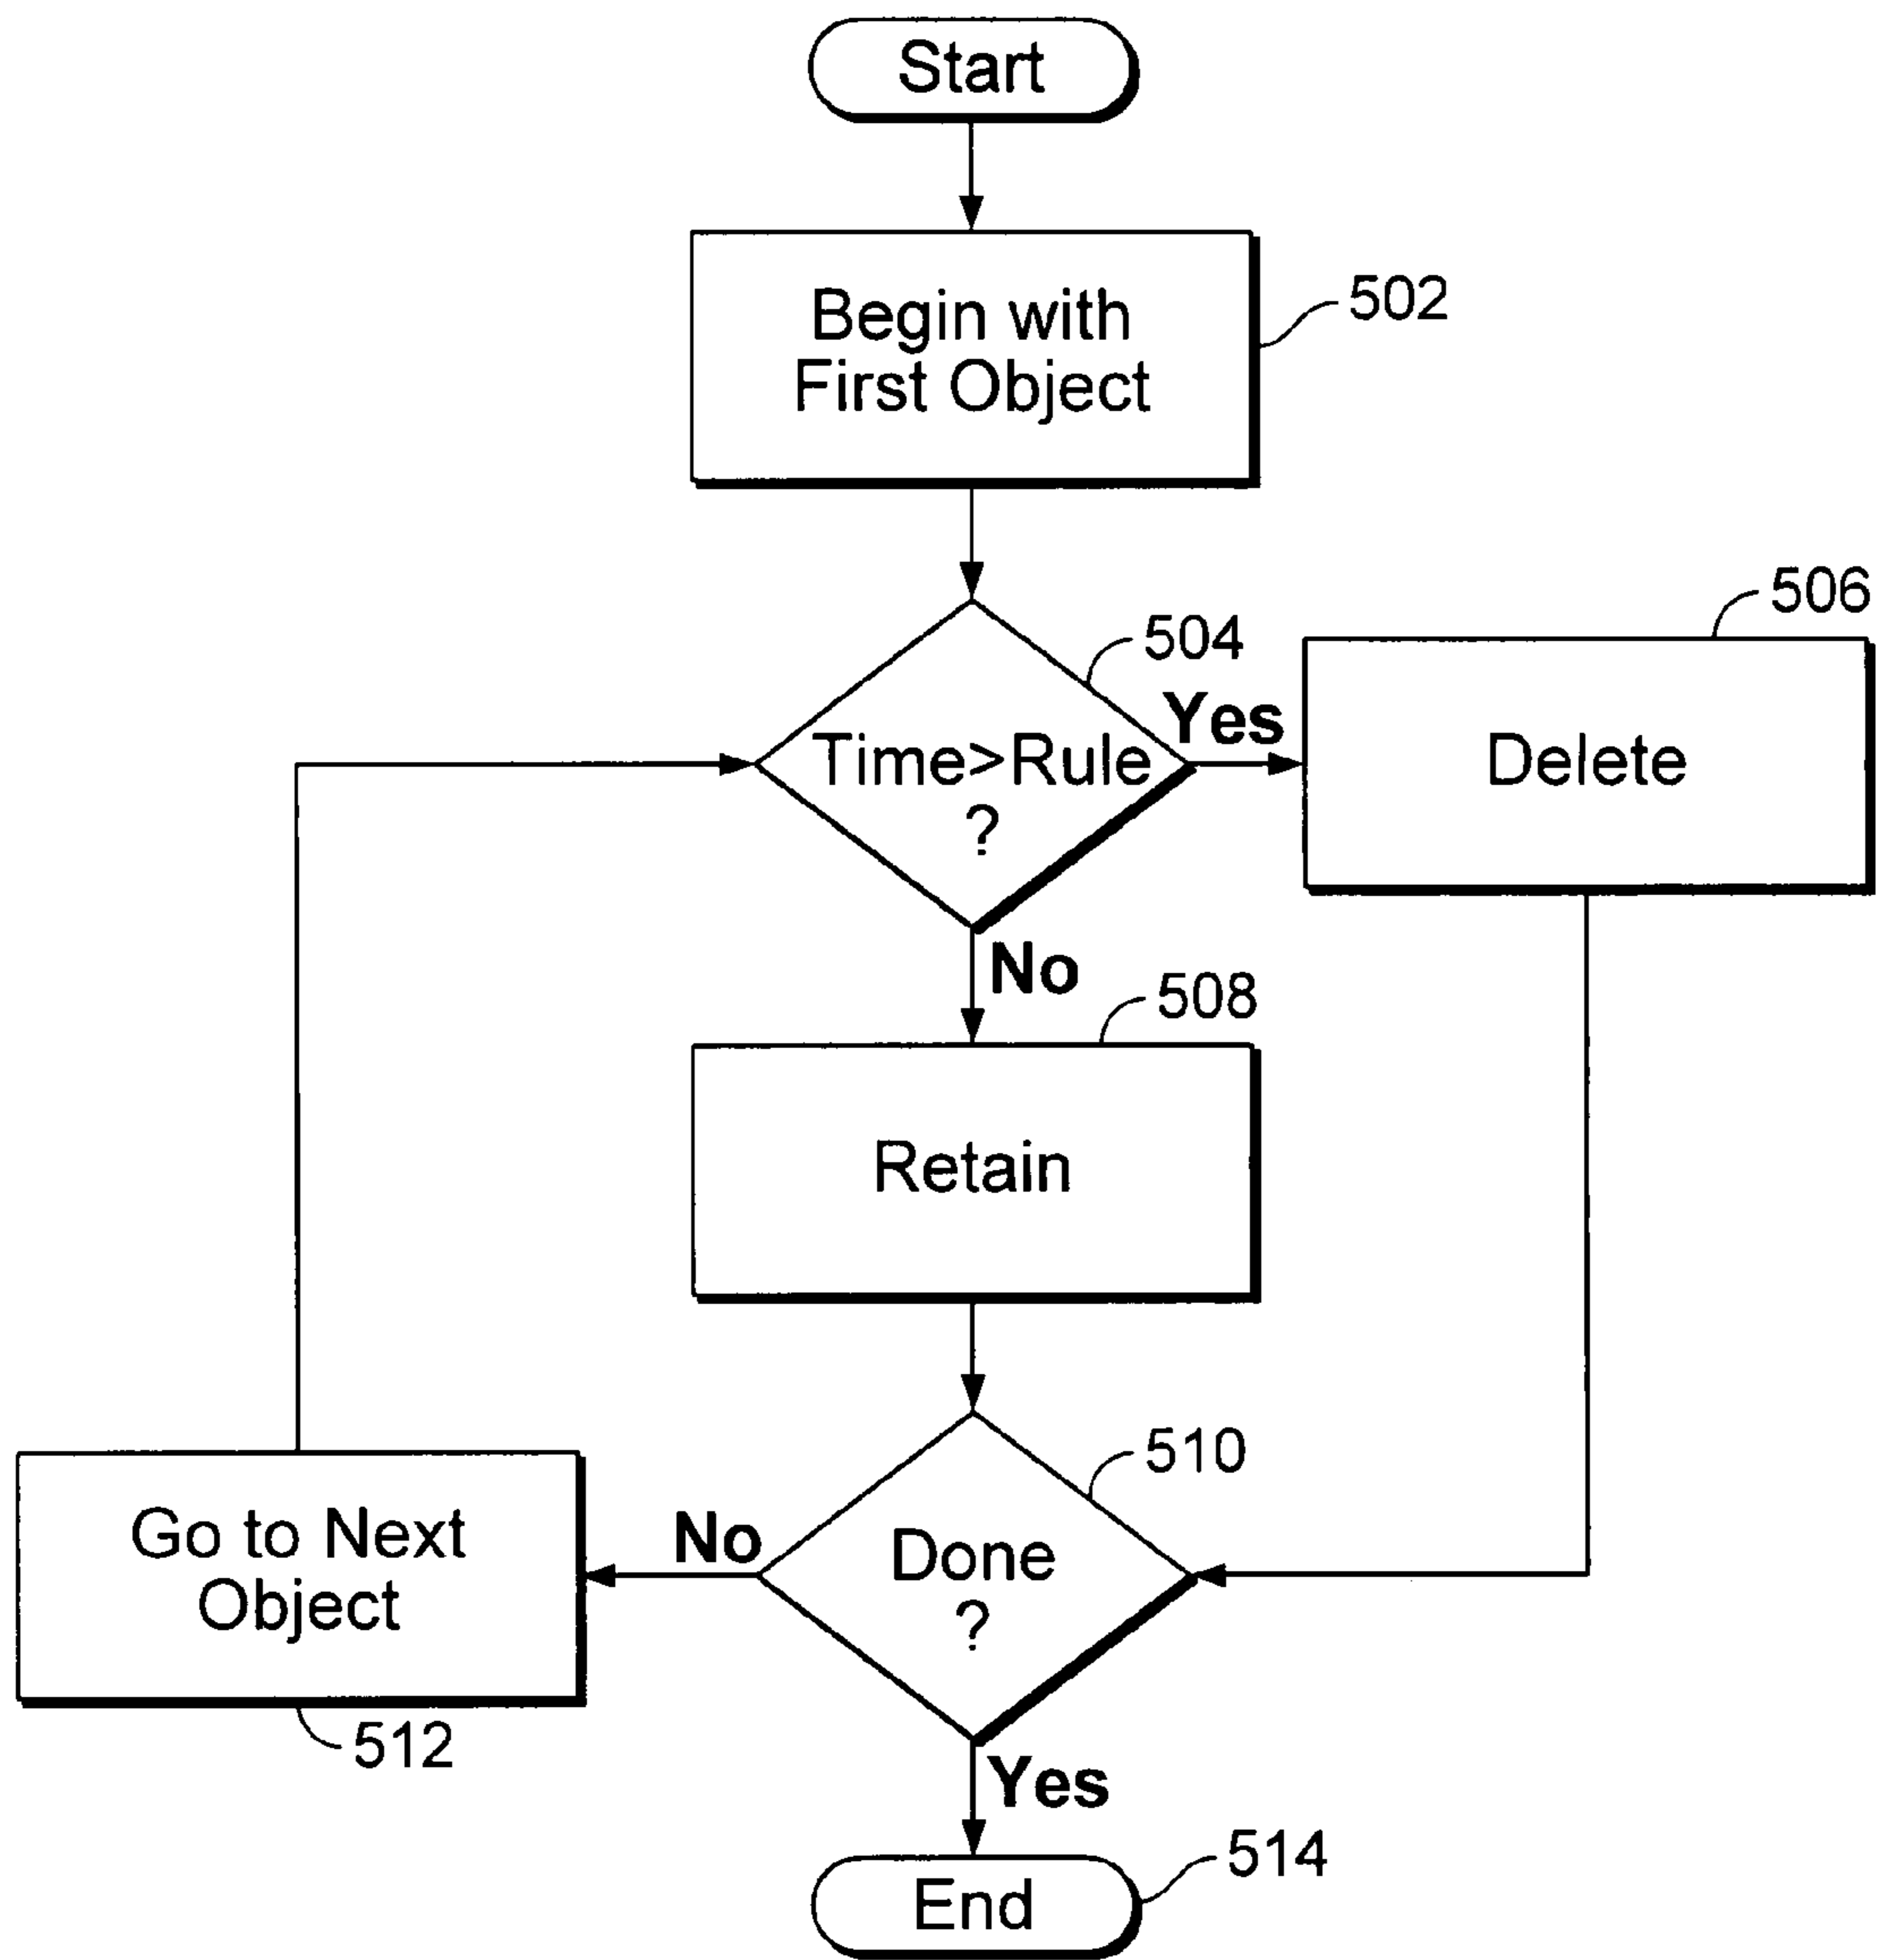 Start
Begin with
First Object
502
504
506
Yes
Time>Rule
?
Delete
No
508
Retain
510
Go to Next
Object
No
Done
?
512
Yes
514
End